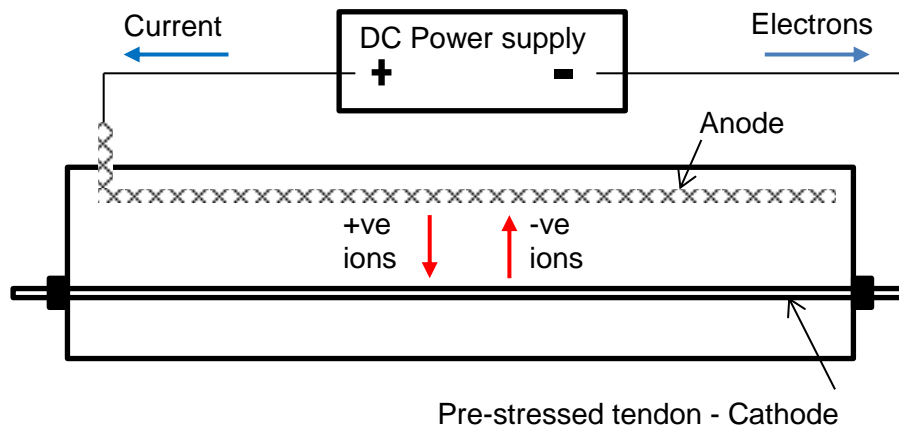 Current
DC Power supply
Electrons
+
-
Anode
+ve
ions
-ve
ions
Pre-stressed tendon - Cathode